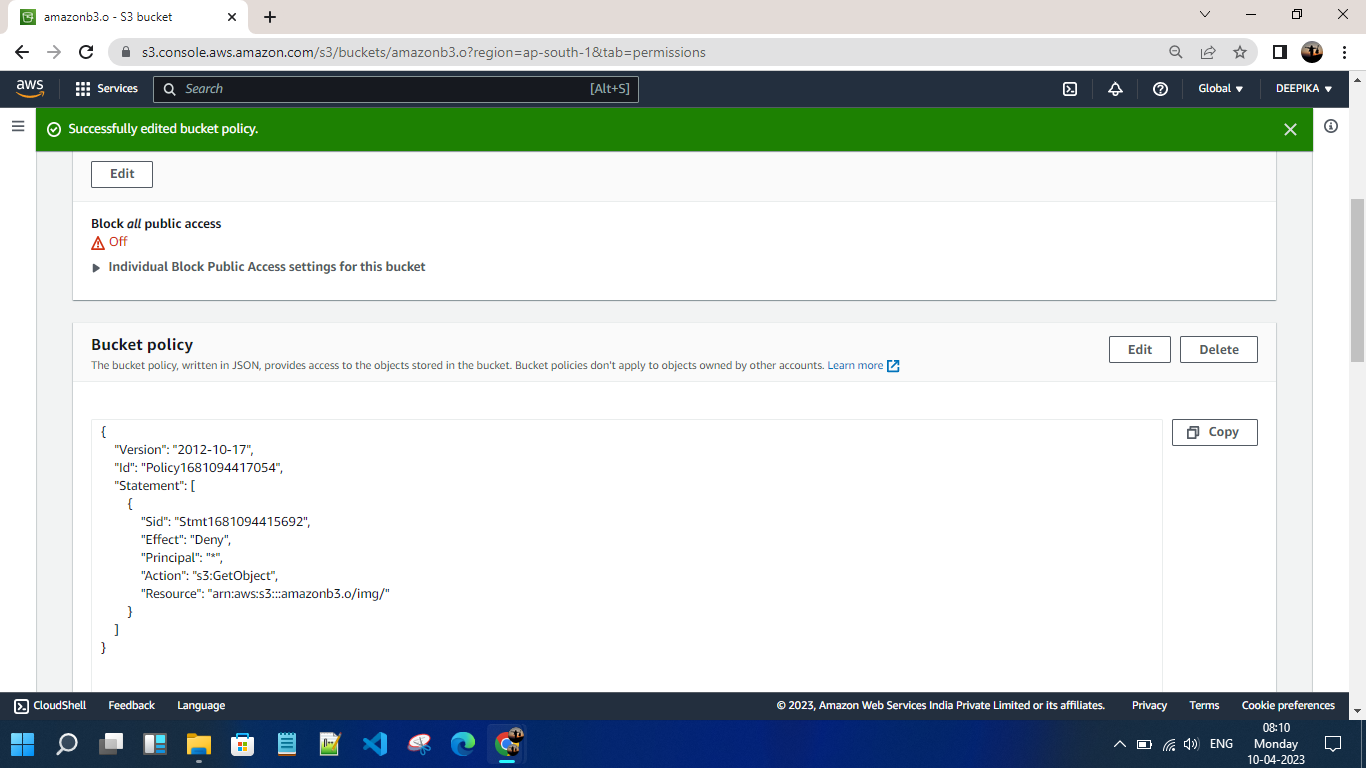 amazonb3.o - S3 bucket
s3.console.aws.amazon.com/s3/buckets/amazonb3.o?region=ap-south-1&tab=permissions
aws
Services
Search
[Alt+S]
Global
DEEPIKA
Successfully edited bucket policy.
Edit
Block all public access
Off
Individual Block Public Access settings for this bucket
Bucket policy
The bucket policy, written in JSON, provides access to the objects stored in the bucket. Bucket policies don't apply to objects owned by other accounts. Learn more
Edit
Delete
Copy
{
"Version": "2012-10-17",
"Id": "Policy1681094417054",
"Statement": [
{
"Sid": "Stmt1681094415692",
"Effect": "Deny",
"Principal": "*",
"Action": "s3:GetObject",
"Resource": "arn:aws:s3:::amazonb3.o/img/"
}
]
}
CloudShell
Feedback
Language
© 2023, Amazon Web Services India Private Limited or its affiliates.
Privacy
Terms
Cookie preferences
ENG
08:10
Monday
10-04-2023